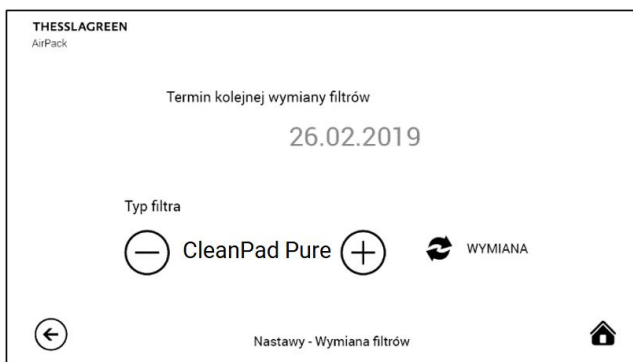 THESSLAGREEN
AirPack
Termin kolejnej wymiany filtrów
26.02.2019
Typ filtra
CleanPad Pure
WYMIANA
Nastawy - Wymiana filtrów